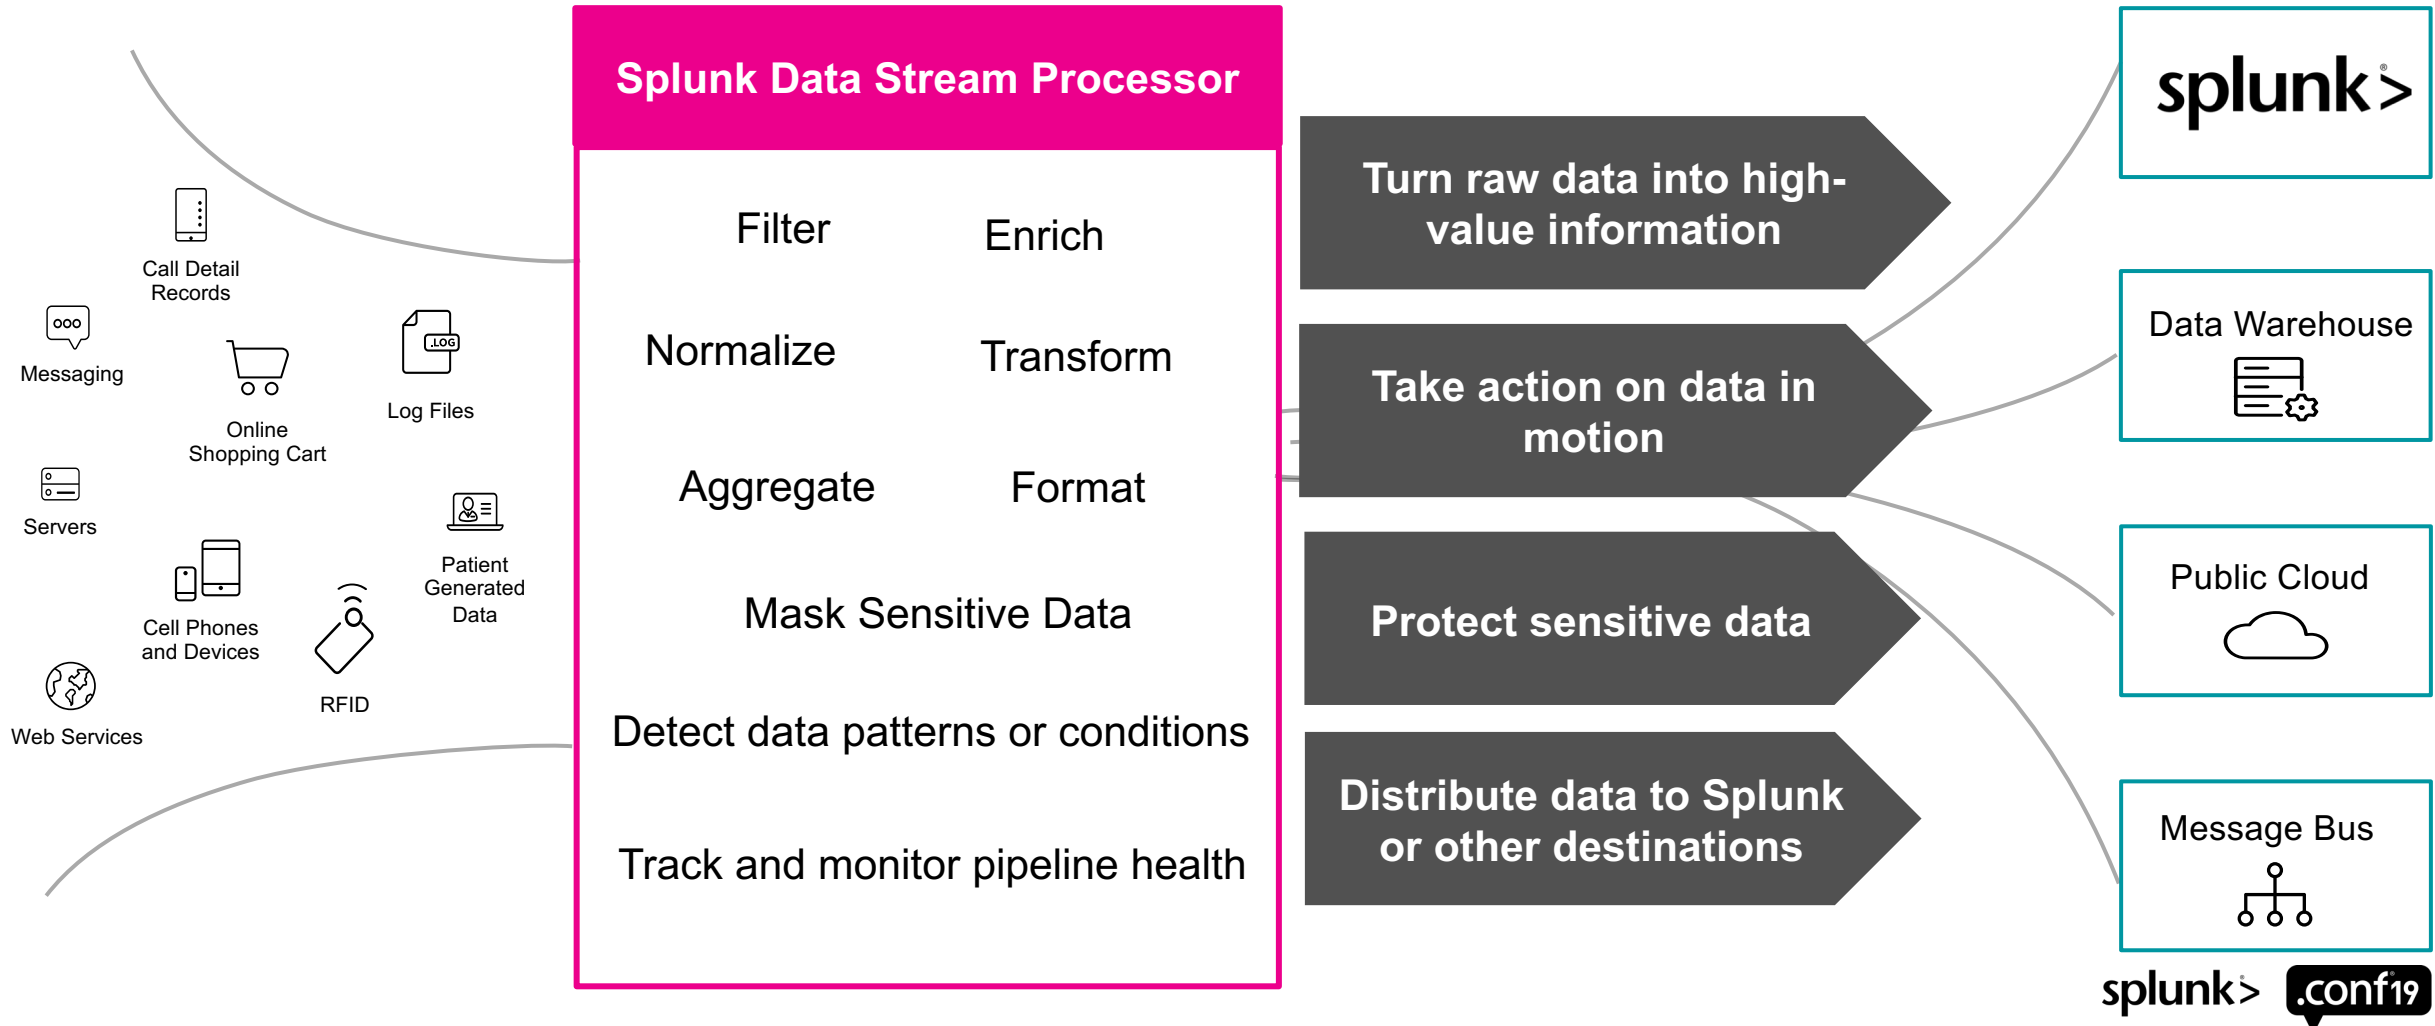 Splunk Data Stream Processor
Call Detail
Records
Messaging
ooo
Online
Shopping Cart
.LOG
Log Files
Servers
Patient
Generated
Data
Cell Phones
and Devices
RFID
Web Services
Filter
Enrich
Normalize
Transform
Aggregate
Format
Mask Sensitive Data
Detect data patterns or conditions
Track and monitor pipeline health
Turn raw data into high-
value information
Take action on data in
motion
Protect sensitive data
Distribute data to Splunk
or other destinations
splunk>®
Data Warehouse
Public Cloud
Message Bus
splunk>
.conf19